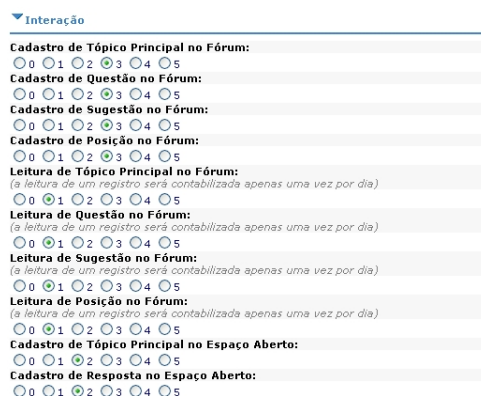 Interação
Cadastro de Tópico Principal no Fórum:
0 1 2 3 4 5
Cadastro de Questão no Fórum:
0 1 2 3 4 5
Cadastro de Sugestão no Fórum:
0 1 2 3 4 5
Cadastro de Posição no Fórum:
0 1 2 3 4 5
Leitura de Tópico Principal no Fórum:
(a leitura de um registro será contabilizada apenas uma vez por dia)
0 1 2 3 4 5
Leitura de Questão no Fórum:
(a leitura de um registro será contabilizada apenas uma vez por dia)
0 1 2 3 4 5
Leitura de Sugestão no Fórum:
(a leitura de um registro será contabilizada apenas uma vez por dia)
0 1 2 3 4 5
Leitura de Posição no Fórum:
(a leitura de um registro será contabilizada apenas uma vez por dia)
0 1 2 3 4 5
Cadastro de Tópico Principal no Espaço Aberto:
0 1 2 3 4 5
Cadastro de Resposta no Espaço Aberto:
0 1 2 3 4 5